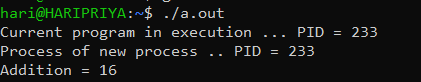 hari@HARIPRIYA:~$ ./a.out
Current program in execution ... PID = 233
Process of new process .. PID = 233
Addition = 16